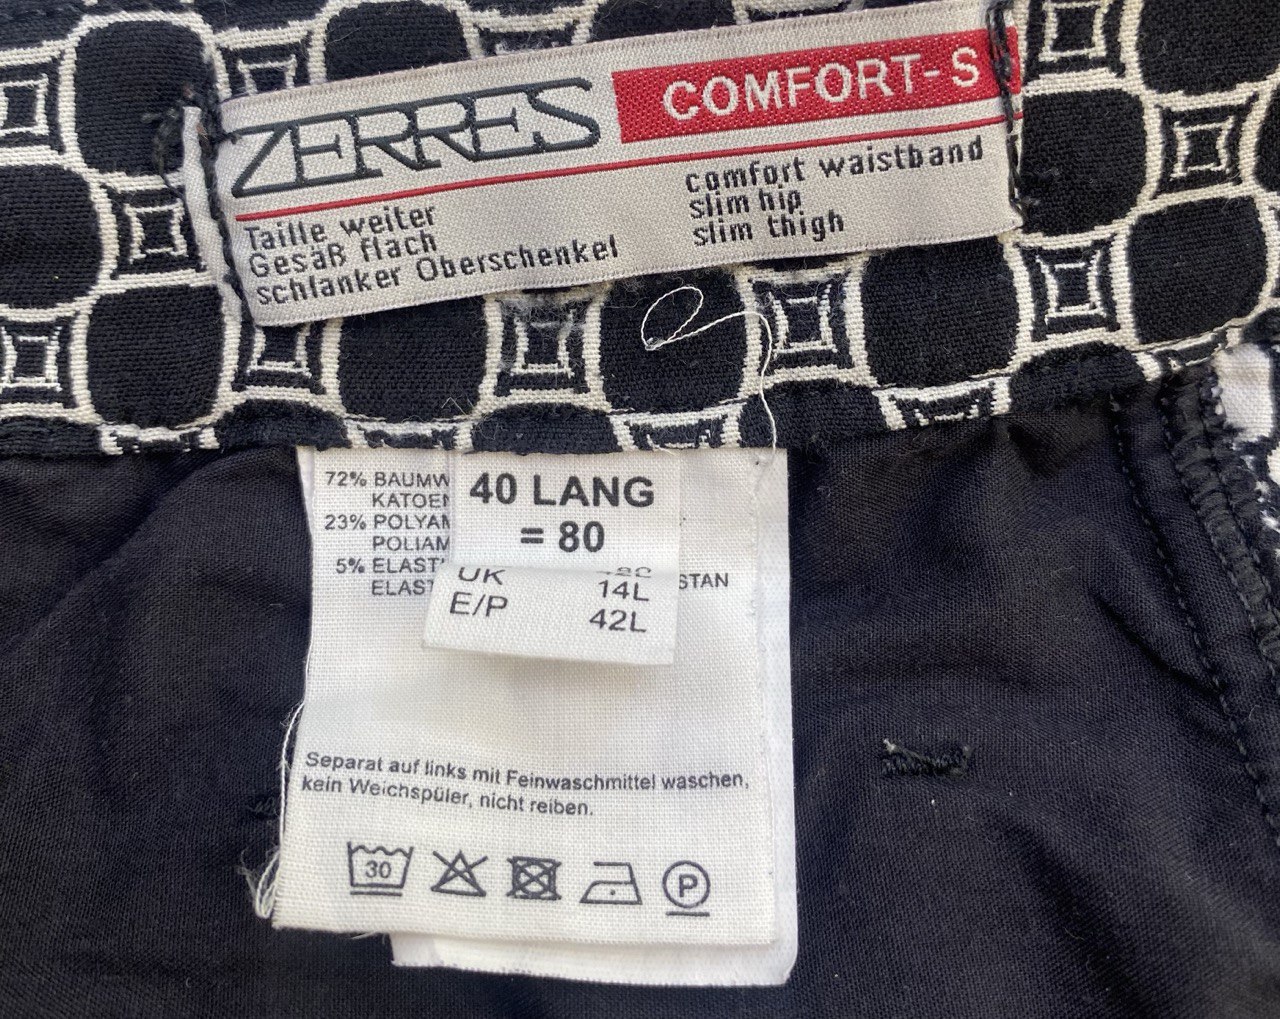 ZERRES
COMFORT-S
Taille weiter
Gesäß flach
schlanker Oberschenkel
comfort waistband
slim hip
slim thigh
72% BAUMW
KATOEN
23% POLYAM
POLIAM
5% ELAST
ELAST
STAN
40 LANG
= 80
UK 14L
E/P 42L
Separat auf links mit Feinwaschmittel waschen,
kein Weichspüler, nicht reiben.
30
P